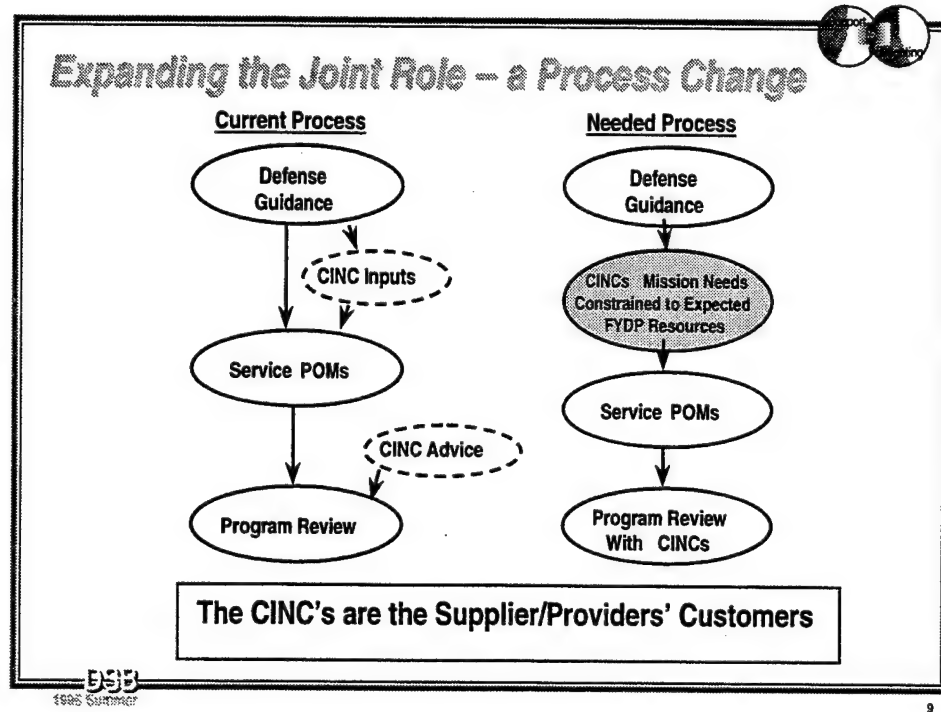 Expanding the Joint Role – a Process Change
Current Process
Defense
Guidance
CINC Inputs
Service POMs
CINC Advice
Program Review
Needed Process
Defense
Guidance
CINCs Mission Needs
Constrained to Expected
FYDP Resources
Service POMs
Program Review
With CINCs
The CINC's are the Supplier/Providers' Customers
DSB
Summer
9